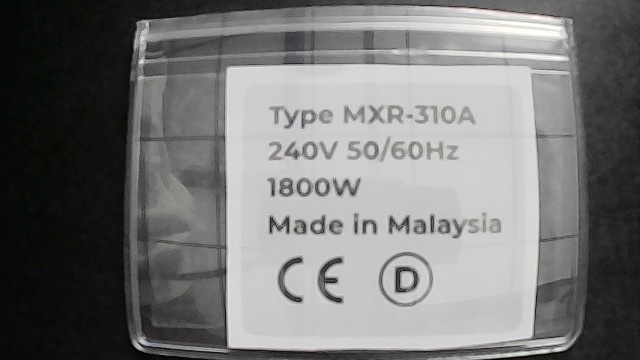 Type MXR-310A
240V 50/60Hz
1800W
Made in Malaysia
CE D